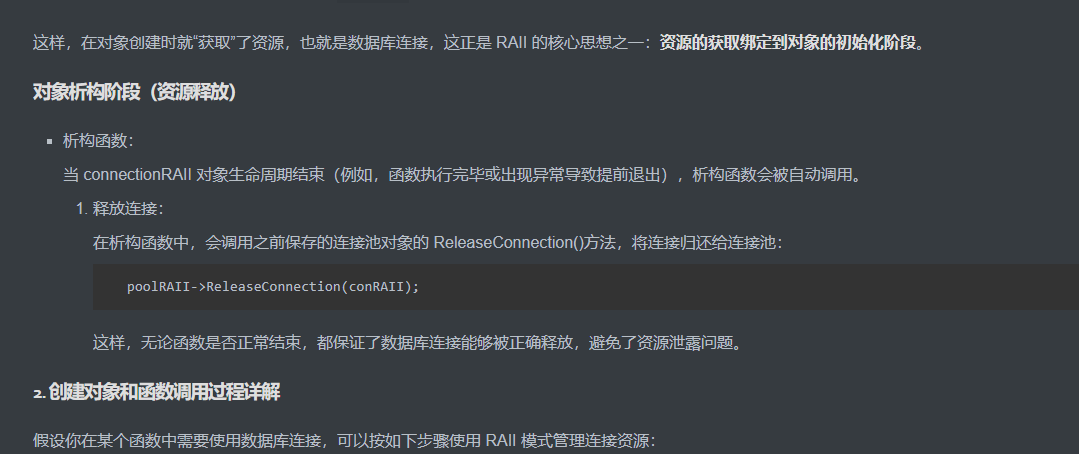 这样，在对象创建时就“获取”了资源，也就是数据库连接，这正是 RAII 的核心思想之一：资源的获取绑定到对象的初始化阶段。
对象析构阶段（资源释放）
▪ 析构函数：
当 connectionRAII 对象生命周期结束（例如，函数执行完毕或出现异常导致提前退出），析构函数会被自动调用。
1. 释放连接：
在析构函数中，会调用之前保存的连接池对象的 ReleaseConnection()方法，将连接归还给连接池：
poolRAII->ReleaseConnection(conRAII);
这样，无论函数是否正常结束，都保证了数据库连接能够被正确释放，避免了资源泄露问题。
2. 创建对象和函数调用过程详解
假设你在某个函数中需要使用数据库连接，可以按如下步骤使用 RAII 模式管理连接资源：